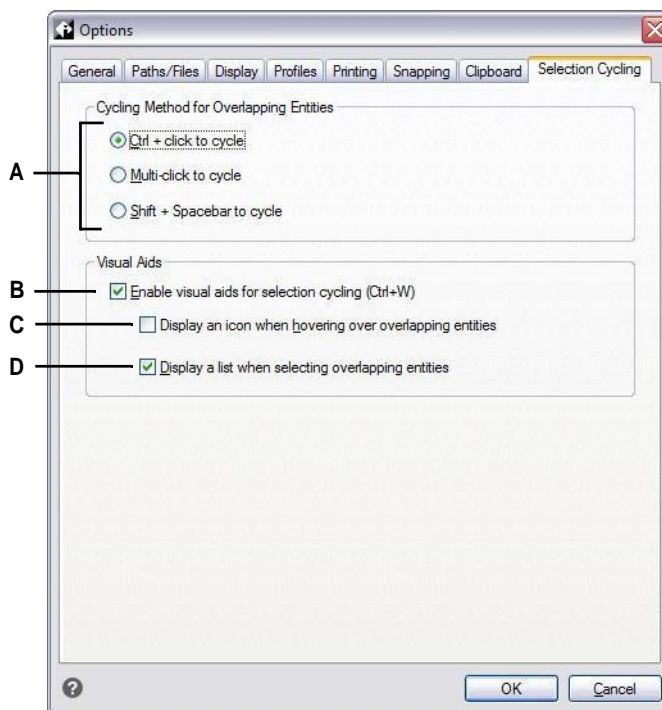 Options
General Paths/Files Display Profiles Printing Snapping Clipboard Selection Cycling
Cycling Method for Overlapping Entities
A
Ctrl + click to cycle
Multi-click to cycle
Shift + Spacebar to cycle
Visual Aids
B Enable visual aids for selection cycling (Ctrl+W)
C Display an icon when hovering over overlapping entities
D Display a list when selecting overlapping entities
? OK Cancel